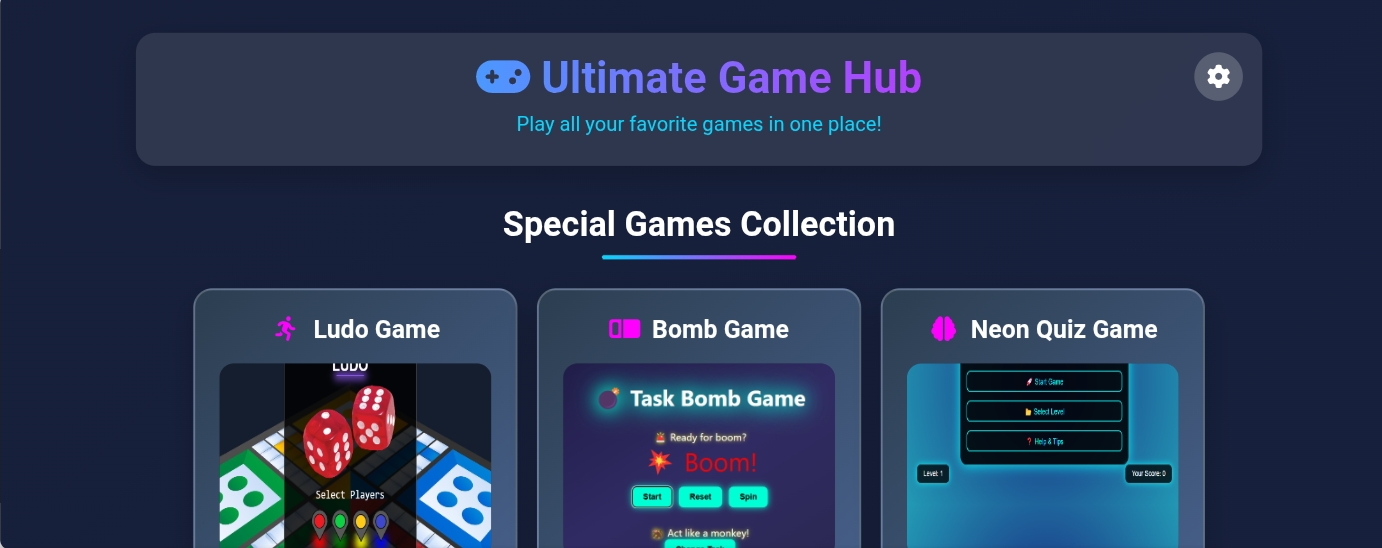 Ultimate Game Hub
Play all your favorite games in one place!
Special Games Collection
Ludo Game
Bomb Game
Neon Quiz Game
LUDO
Select Players
Task Bomb Game
Ready for boom?
Boom!
Start Reset Spin
Act like a monkey!
Start Game
Select Level
Help & Tips
Level: 1
Your Score: 0